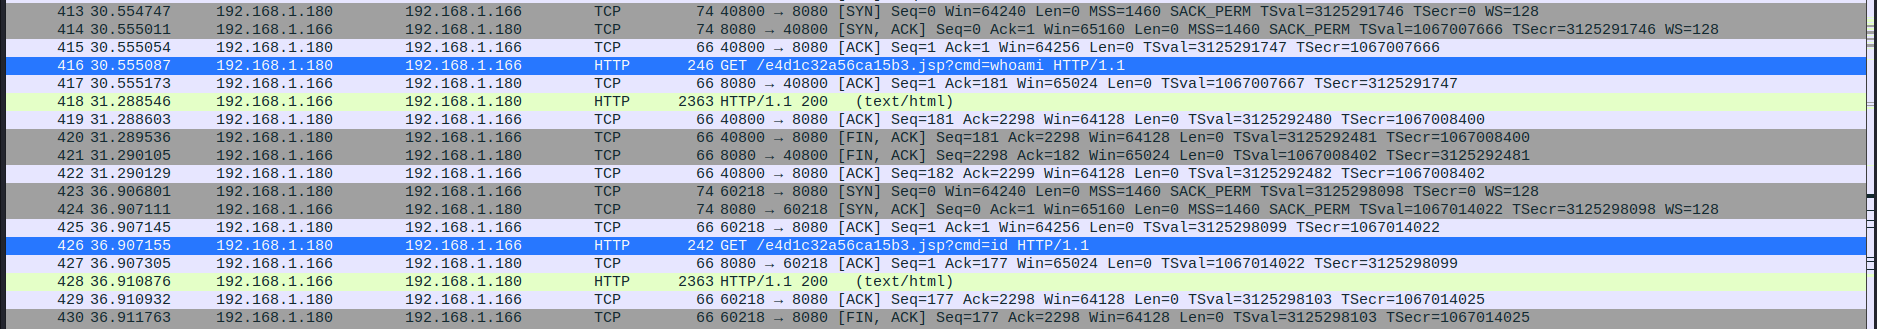 413 30.554747 192.168.1.180 192.168.1.166 TCP 74 40800 → 8080 [SYN] Seq=0 Win=64240 Len=0 MSS=1460 SACK_PERM TSval=3125291746 TSecr=0 WS=128
414 30.555011 192.168.1.166 192.168.1.180 TCP 74 8080 → 40800 [SYN, ACK] Seq=0 Ack=1 Win=65160 Len=0 MSS=1460 SACK_PERM TSval=1067007666 TSecr=3125291746 WS=128
415 30.555054 192.168.1.180 192.168.1.166 TCP 66 40800 → 8080 [ACK] Seq=1 Ack=1 Win=64256 Len=0 TSval=3125291747 TSecr=1067007666
416 30.555087 192.168.1.180 192.168.1.166 HTTP 246 GET /e4d1c32a56ca15b3.jsp?cmd=whoami HTTP/1.1
417 30.555173 192.168.1.166 192.168.1.180 TCP 66 8080 → 40800 [ACK] Seq=1 Ack=181 Win=65024 Len=0 TSval=1067007667 TSecr=3125291747
418 31.288546 192.168.1.166 192.168.1.180 HTTP 2363 HTTP/1.1 200 (text/html)
419 31.288603 192.168.1.180 192.168.1.166 TCP 66 40800 → 8080 [ACK] Seq=181 Ack=2298 Win=64128 Len=0 TSval=3125292480 TSecr=1067008400
420 31.289536 192.168.1.180 192.168.1.166 TCP 66 40800 → 8080 [FIN, ACK] Seq=181 Ack=2298 Win=64128 Len=0 TSval=3125292481 TSecr=1067008400
421 31.290105 192.168.1.166 192.168.1.180 TCP 66 8080 → 40800 [FIN, ACK] Seq=2298 Ack=182 Win=65024 Len=0 TSval=1067008402 TSecr=3125292481
422 31.290129 192.168.1.180 192.168.1.166 TCP 66 40800 → 8080 [ACK] Seq=182 Ack=2299 Win=64128 Len=0 TSval=3125292482 TSecr=1067008402
423 36.906801 192.168.1.180 192.168.1.166 TCP 74 60218 → 8080 [SYN] Seq=0 Win=64240 Len=0 MSS=1460 SACK_PERM TSval=3125298098 TSecr=0 WS=128
424 36.907111 192.168.1.166 192.168.1.180 TCP 74 8080 → 60218 [SYN, ACK] Seq=0 Ack=1 Win=65160 Len=0 MSS=1460 SACK_PERM TSval=1067014022 TSecr=3125298098 WS=128
425 36.907145 192.168.1.180 192.168.1.166 TCP 66 60218 → 8080 [ACK] Seq=1 Ack=1 Win=64256 Len=0 TSval=3125298099 TSecr=1067014022
426 36.907155 192.168.1.180 192.168.1.166 HTTP 242 GET /e4d1c32a56ca15b3.jsp?cmd=id HTTP/1.1
427 36.907305 192.168.1.166 192.168.1.180 TCP 66 8080 → 60218 [ACK] Seq=1 Ack=177 Win=65024 Len=0 TSval=1067014022 TSecr=3125298099
428 36.910876 192.168.1.166 192.168.1.180 HTTP 2363 HTTP/1.1 200 (text/html)
429 36.910932 192.168.1.180 192.168.1.166 TCP 66 60218 → 8080 [ACK] Seq=177 Ack=2298 Win=64128 Len=0 TSval=3125298103 TSecr=1067014025
430 36.911763 192.168.1.180 192.168.1.166 TCP 66 60218 → 8080 [FIN, ACK] Seq=177 Ack=2298 Win=64128 Len=0 TSval=3125298103 TSecr=1067014025